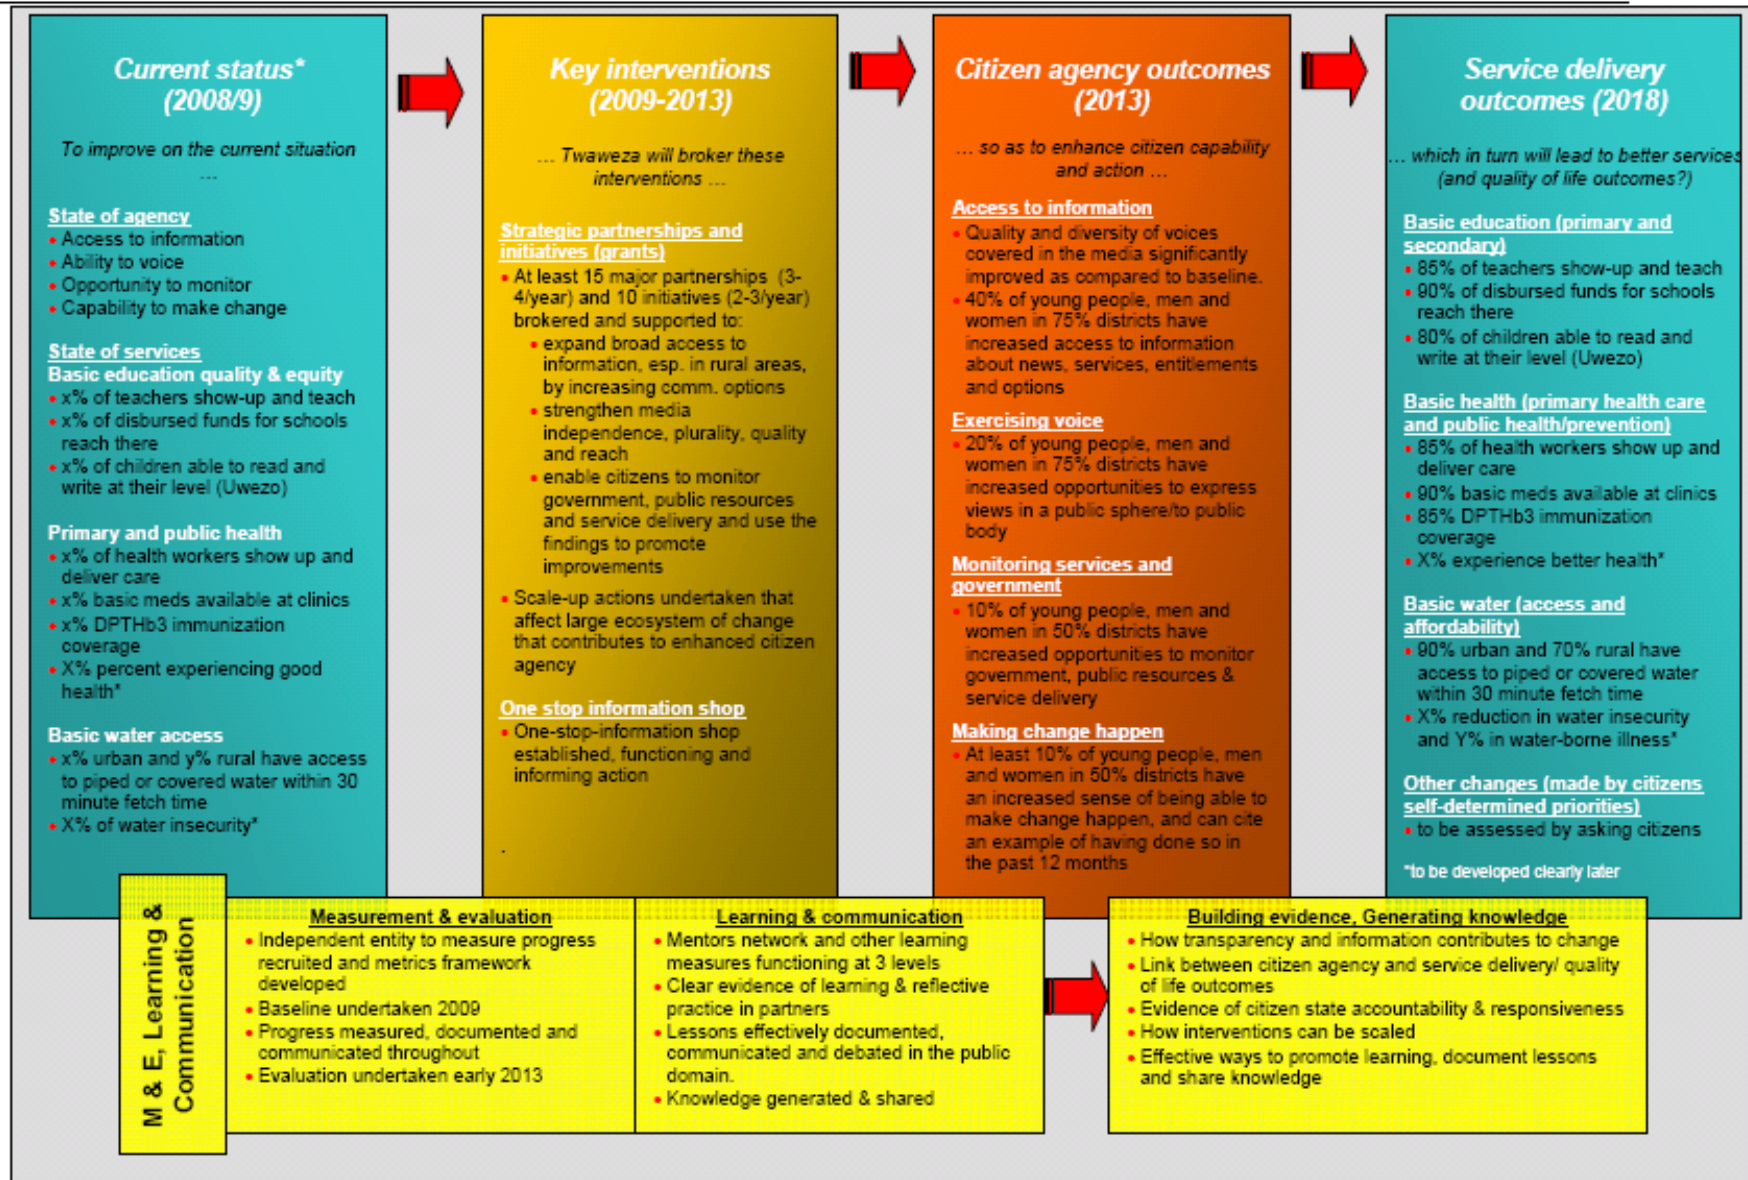 Current status*
(2008/9)
To improve on the current situation
...
State of agency
• Access to information
• Ability to voice
• Opportunity to monitor
• Capability to make change
State of services
Basic education quality & equity
• x% of teachers show-up and teach
• x% of disbursed funds for schools
reach there
• x% of children able to read and
write at their level (Uwezo)
Primary and public health
• x% of health workers show up and
deliver care
• x% basic meds available at clinics
• x% DPTHb3 immunization
coverage
• X% percent experiencing good
health*
Basic water access
• x% urban and y% rural have access
to piped or covered water within 30
minute fetch time
• X% of water insecurity*
Key interventions
(2009-2013)
... Twaweza will broker these
interventions ...
Strategic partnerships and
initiatives (grants)
• At least 15 major partnerships (3-
4/year) and 10 initiatives (2-3/year)
brokered and supported to:
• expand broad access to
information, esp. in rural areas,
by increasing comm. options
• strengthen media
independence, plurality, quality
and reach
• enable citizens to monitor
government, public resources
and service delivery and use the
findings to promote
improvements
• Scale-up actions undertaken that
affect large ecosystem of change
that contributes to enhanced citizen
agency
One stop information shop
• One-stop-information shop
established, functioning and
informing action
.
Citizen agency outcomes
(2013)
... so as to enhance citizen capability
and action ...
Access to information
• Quality and diversity of voices
covered in the media significantly
improved as compared to baseline.
• 40% of young people, men and
women in 75% districts have
increased access to information
about news, services, entitlements
and options
Exercising voice
• 20% of young people, men and
women in 75% districts have
increased opportunities to express
views in a public sphere/to public
body
Monitoring services and
government
• 10% of young people, men and
women in 50% districts have
increased opportunities to monitor
government, public resources &
service delivery
Making change happen
• At least 10% of young people, men
and women in 50% districts have
an increased sense of being able to
make change happen, and can cite
an example of having done so in
the past 12 months
Service delivery
outcomes (2018)
... which in turn will lead to better services
(and quality of life outcomes?)
Basic education (primary and
secondary)
• 85% of teachers show-up and teach
• 90% of disbursed funds for schools
reach there
• 80% of children able to read and
write at their level (Uwezo)
Basic health (primary health care
and public health/prevention)
• 85% of health workers show up and
deliver care
• 90% basic meds available at clinics
• 85% DPTHb3 immunization
coverage
• X% experience better health*
Basic water (access and
affordability)
• 90% urban and 70% rural have
access to piped or covered water
within 30 minute fetch time
• X% reduction in water insecurity
and Y% in water-borne illness*
Other changes (made by citizens
self-determined priorities)
• to be assessed by asking citizens
*to be developed clearly later
M & E, Learning &
Communication
Measurement & evaluation
• Independent entity to measure progress
recruited and metrics framework
developed
• Baseline undertaken 2009
• Progress measured, documented and
communicated throughout
• Evaluation undertaken early 2013
Learning & communication
• Mentors network and other learning
measures functioning at 3 levels
• Clear evidence of learning & reflective
practice in partners
• Lessons effectively documented,
communicated and debated in the public
domain.
• Knowledge generated & shared
Building evidence, Generating knowledge
• How transparency and information contributes to change
• Link between citizen agency and service delivery/ quality
of life outcomes
• Evidence of citizen state accountability & responsiveness
• How interventions can be scaled
• Effective ways to promote learning, document lessons
and share knowledge